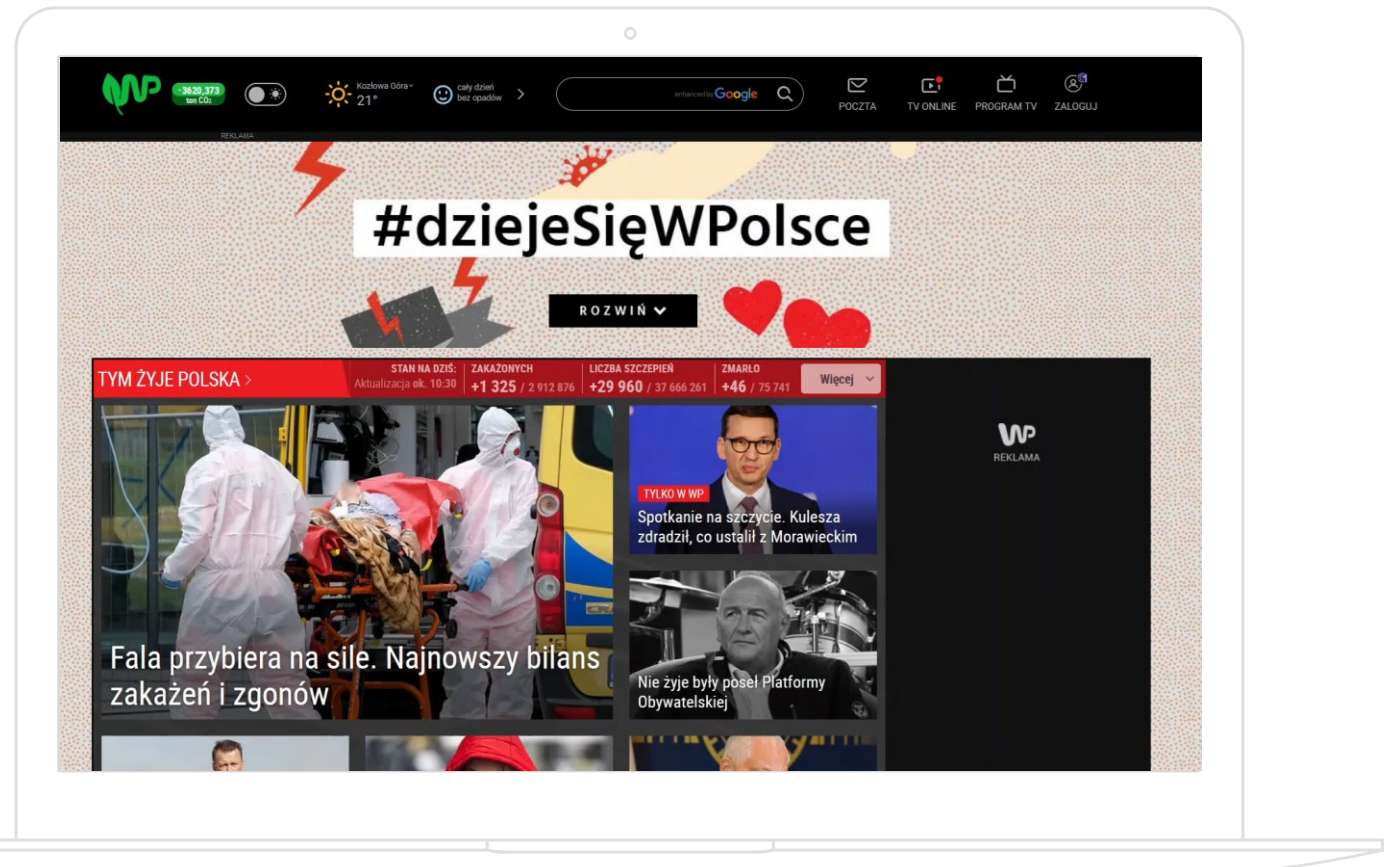 WP
-3620,373
ton CO₂
Kozłowa Góra
21°
cały dzień
bez opadów
enhanced by Google
POCZTA
TV ONLINE
PROGRAM TV
ZALOGUJ
REKLAMA
#dziejeSięWPolsce
ROZWIŃ
TYM ŻYJE POLSKA >
STAN NA DZIŚ:
Aktualizacja ok. 10:30
ZAKAŻONYCH
+1 325 / 2 912 876
LICZBA SZCZEPIEŃ
+29 960 / 37 666 261
ZMARŁO
+46 / 75 741
Więcej
WP
REKLAMA
TYLKO W WP
Spotkanie na szczycie. Kulesza
zdradził, co ustalił z Morawieckim
Fala przybiera na sile. Najnowszy bilans
zakażeń i zgonów
Nie żyje były poseł Platformy
Obywatelskiej